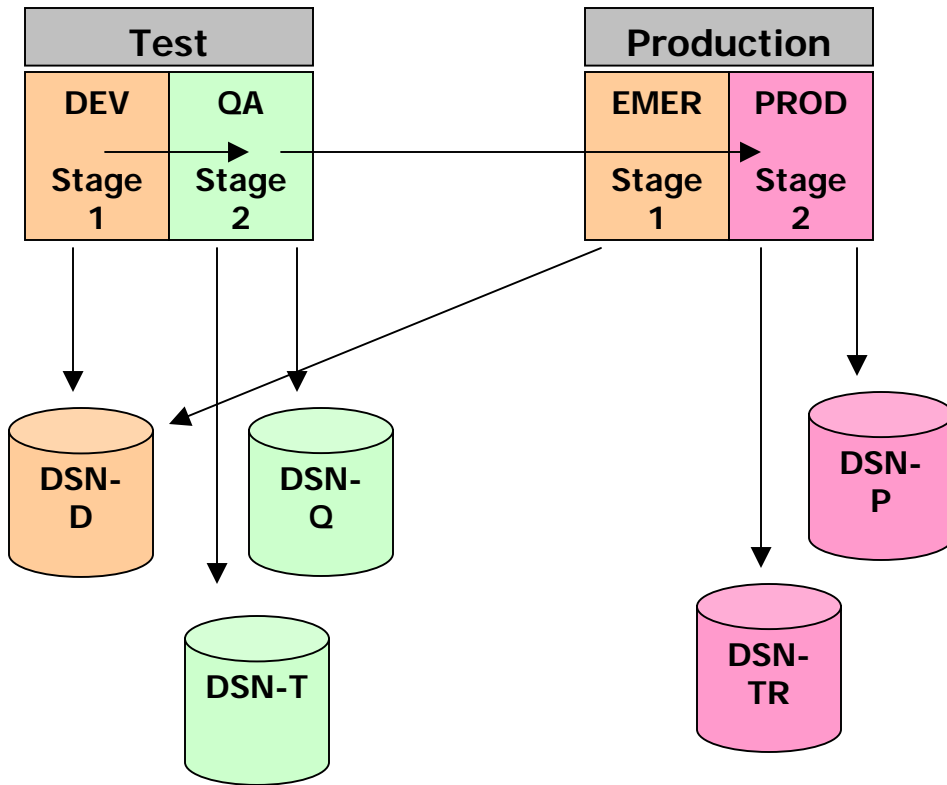 Test
Production
DEV
QA
EMER
PROD
Stage
1
Stage
2
Stage
1
Stage
2
DSN-
D
DSN-
Q
DSN-
P
DSN-T
DSN-
TR